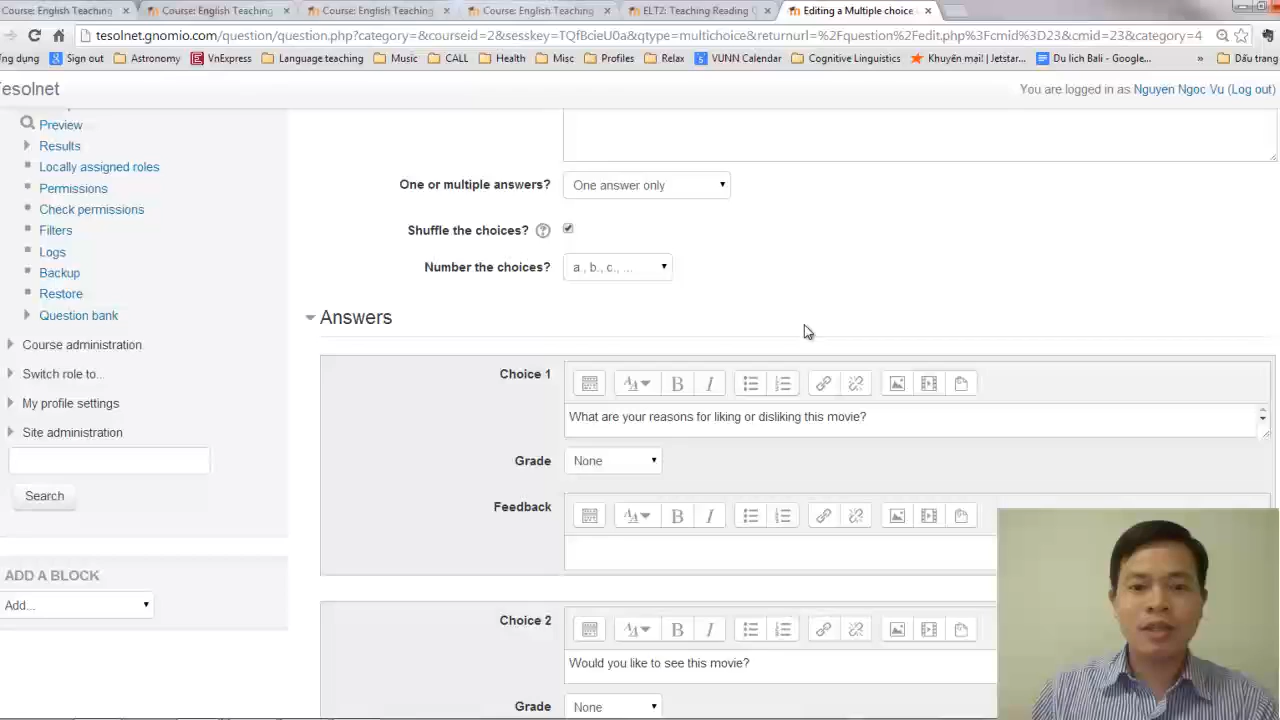 Course: English Teaching
Course: English Teaching
Course: English Teaching
Course: English Teaching
ELT2: Teaching Reading
Editing a Multiple choice
tesolnet.gnomio.com/question/question.php?category=&courseid=2&sesskey=TQfBcieU0a&qtype=multichoice&returnurl=%2Fquestion%2Fedit.php%3Fcmid%3D23&cmid=23&category=4
Ứng dụng
Sign out
Astronomy
VnExpress
Language teaching
Music
CALL
Health
Misc
Profiles
Relax
VUNN Calendar
Cognitive Linguistics
Khuyến mại! | Jetstar...
Du lich Bali - Google...
»
Dấu trang
esolnet
You are logged in as Nguyen Ngoc Vu (Log out)
Preview
Results
Locally assigned roles
Permissions
Check permissions
Filters
Logs
Backup
Restore
Question bank
Course administration
Switch role to...
My profile settings
Site administration
Search
ADD A BLOCK
Add...
One or multiple answers?
One answer only
Shuffle the choices?
Number the choices?
a., b., c., ...
Answers
Choice 1
B I
What are your reasons for liking or disliking this movie?
Grade
None
Feedback
B I
Choice 2
B I
Would you like to see this movie?
Grade
None